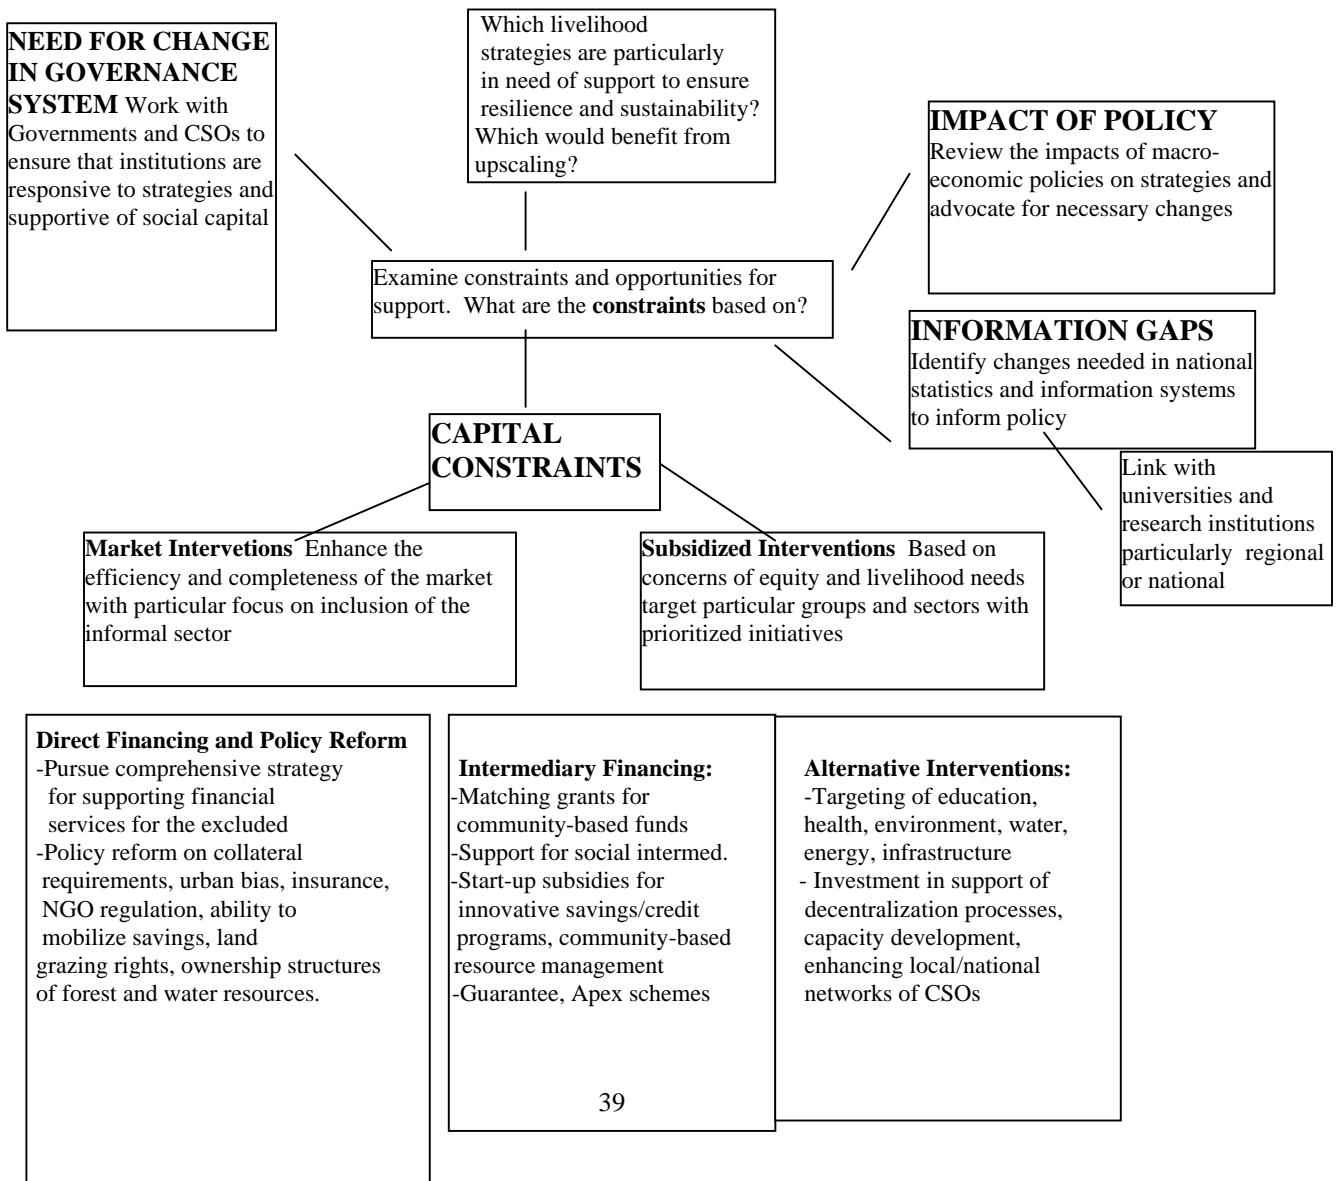 NEED FOR CHANGE
IN GOVERNANCE
SYSTEM Work with
Governments and CSOs to
ensure that institutions are
responsive to strategies and
supportive of social capital
Which livelihood
strategies are particularly
in need of support to ensure
resilience and sustainability?
Which would benefit from
upscaling?
IMPACT OF POLICY
Review the impacts of macro-
economic policies on strategies and
advocate for necessary changes
Examine constraints and opportunities for
support.  What are the constraints based on?
INFORMATION GAPS
Identify changes needed in national
statistics and information systems
to inform policy
Link with
universities and
research institutions
particularly  regional
or national
CAPITAL
CONSTRAINTS
Market Intervetions  Enhance the
efficiency and completeness of the market
with particular focus on inclusion of the
informal sector
Subsidized Interventions  Based on
concerns of equity and livelihood needs
target particular groups and sectors with
prioritized initiatives
Direct Financing and Policy Reform
-Pursue comprehensive strategy
for supporting financial
services for the excluded
-Policy reform on collateral
requirements, urban bias, insurance,
NGO regulation, ability to
mobilize savings, land
grazing rights, ownership structures
of forest and water resources.
Intermediary Financing:
-Matching grants for
community-based funds
-Support for social intermed.
-Start-up subsidies for
innovative savings/credit
programs, community-based
resource management
-Guarantee, Apex schemes
Alternative Interventions:
-Targeting of education,
health, environment, water,
energy, infrastructure
- Investment in support of
decentralization processes,
capacity development,
enhancing local/national
networks of CSOs
39